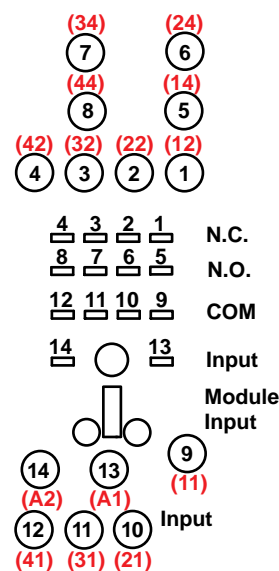 (34) (24)
7 6
(44) (14)
8 5
(42) (32) (22) (12)
4 3 2 1
4 3 2 1 N.C.
8 7 6 5 N.O.
12 11 10 9 COM
14 13 Input
Module
Input
9
14 13
(11)
(A2) (A1)
12 11 10 Input
(41) (31) (21)